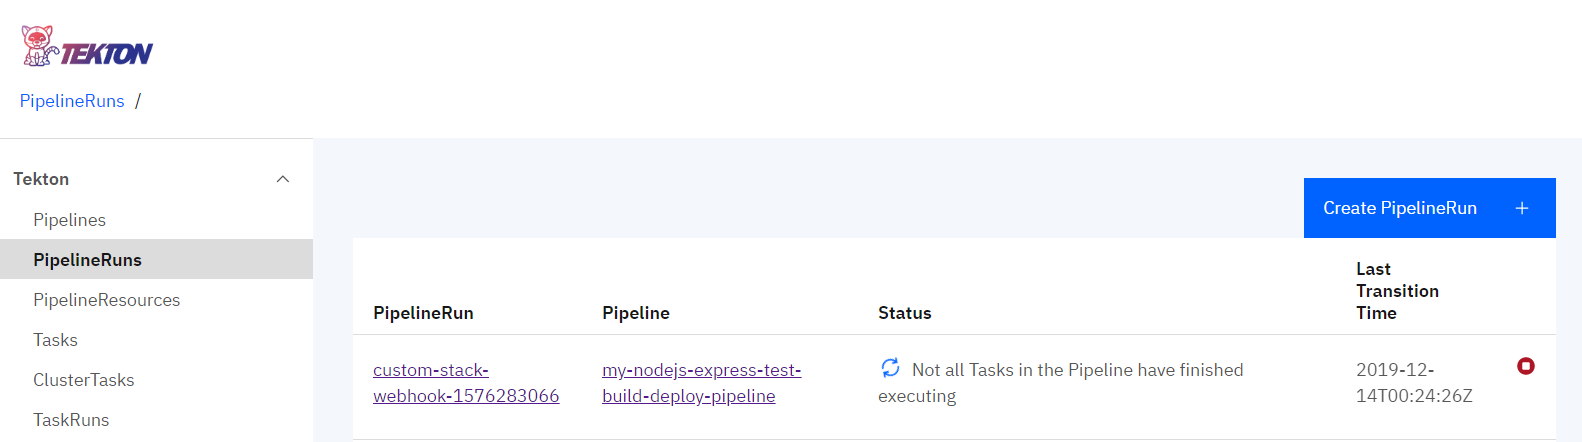 TEKTON
PipelineRuns /
Tekton
Pipelines
PipelineRuns
PipelineResources
Tasks
ClusterTasks
TaskRuns
Create PipelineRun +
PipelineRun
Pipeline
Status
Last
Transition
Time
custom-stack-
webhook-1576283066
my-nodejs-express-test-
build-deploy-pipeline
Not all Tasks in the Pipeline have finished
executing
2019-12-
14T00:24:26Z